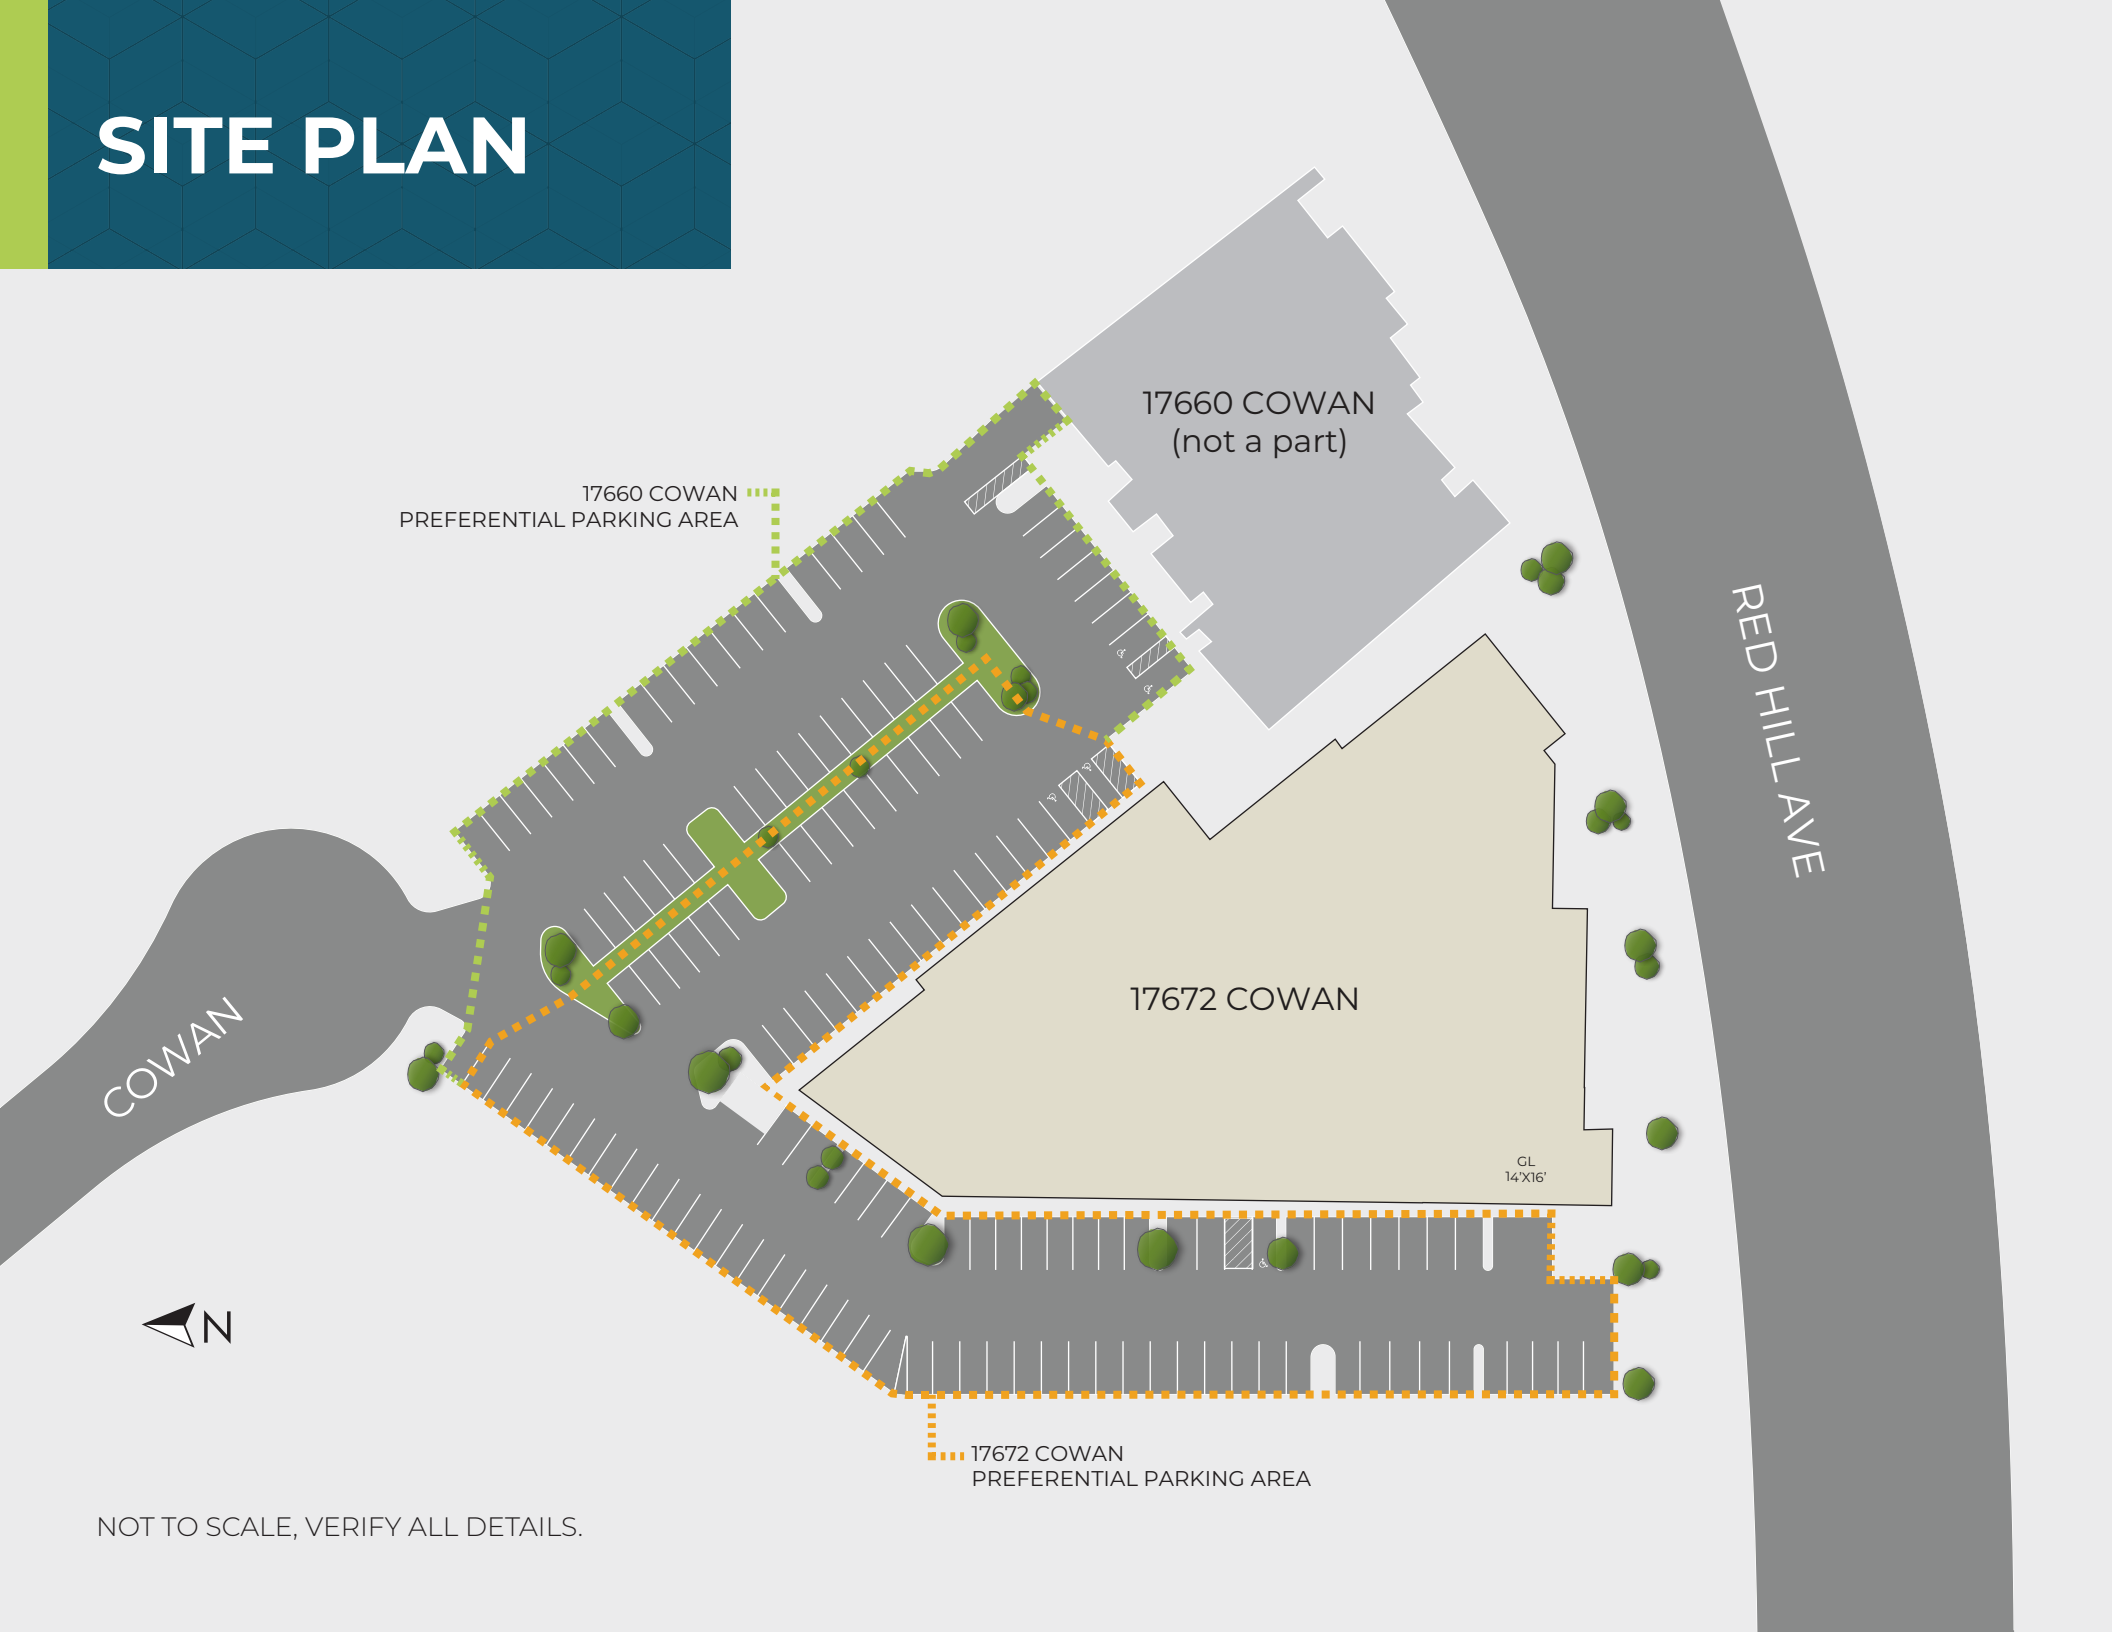 SITE PLAN
17660 COWAN
(not a part)
17660 COWAN
PREFERENTIAL PARKING AREA
RED HILL AVE
17672 COWAN
COWAN
GL
14'X16'
N
17672 COWAN
PREFERENTIAL PARKING AREA
NOT TO SCALE, VERIFY ALL DETAILS.